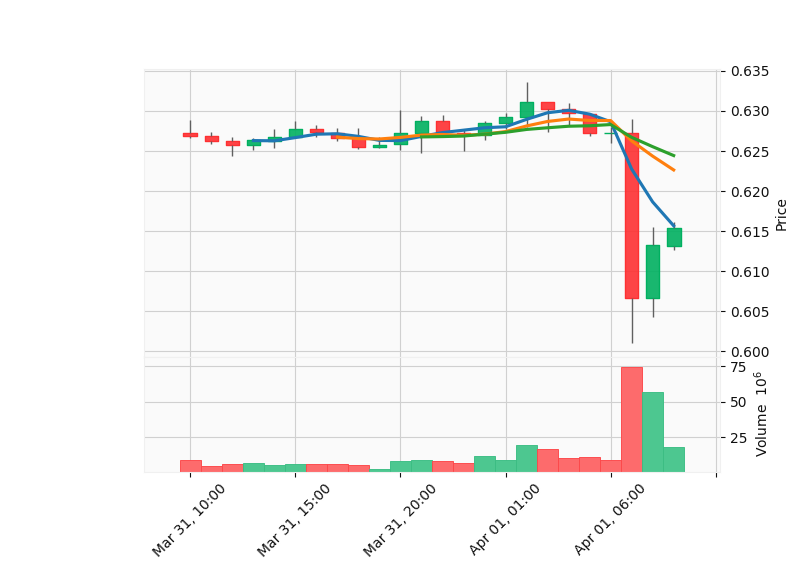 0.635
0.630
0.625
0.620
0.615
0.610
0.605
0.600
Price
75
50
25
Volume 10⁶
Mar 31, 10:00
Mar 31, 15:00
Mar 31, 20:00
Apr 01, 01:00
Apr 01, 06:00